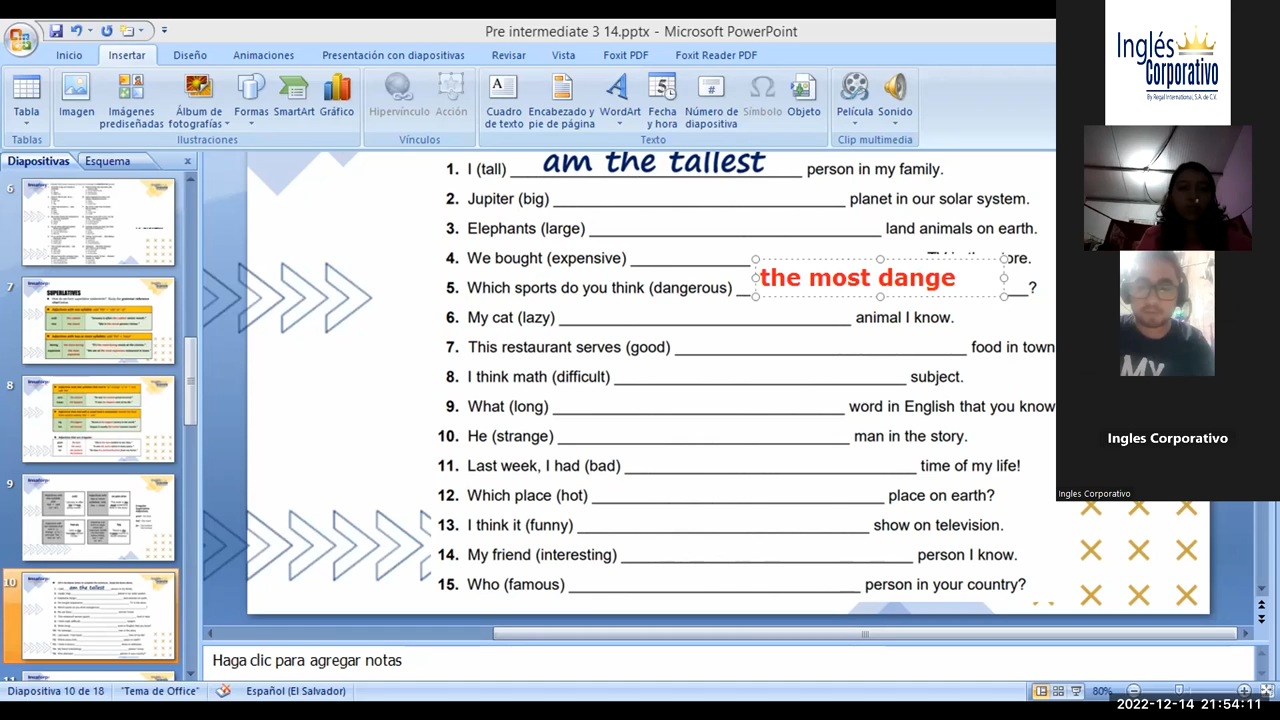 Pre intermediate 3 14.pptx - Microsoft PowerPoint
Inicio Insertar Diseño Animaciones Presentación con diapositivas Revisar Vista Foxit PDF Foxit Reader PDF
Tabla Imagen Imágenes prediseñadas Álbum de fotografías Formas SmartArt Gráfico Hipervínculo Acción Cuadro de texto Encabezado y pie de página WordArt Fecha y hora Número de diapositiva Símbolo Objeto Película Sonido
Tablas Ilustraciones Vínculos Texto Clip multimedia
Diapositivas Esquema
6
7
SUPERLATIVES
8
9
10
am the tallest
1. I (tall) person in my family.
2. Jupiter (big) planet in our solar system.
3. Elephants (large) land animals on earth.
4. We bought (expensive)
the most dange
5. Which sports do you think (dangerous) ?
6. My cat (lazy) animal I know.
7. The restaurant serves (good) food in town
8. I think math (difficult) subject.
9. What (long) word in English that you know
10. He (strong) man in the story.
11. Last week, I had (bad) time of my life!
12. Which place (hot) place on earth?
13. I think it (funny) show on television.
14. My friend (interesting) person I know.
15. Who (famous) person in your country?
Haga clic para agregar notas
Diapositiva 10 de 18 "Tema de Office" Español (El Salvador) 80%
Inglés Corporativo
By Regal International, S.A. de C.V.
MY
Ingles Corporativo
Ingles Corporativo
2022-12-14 21:54:11